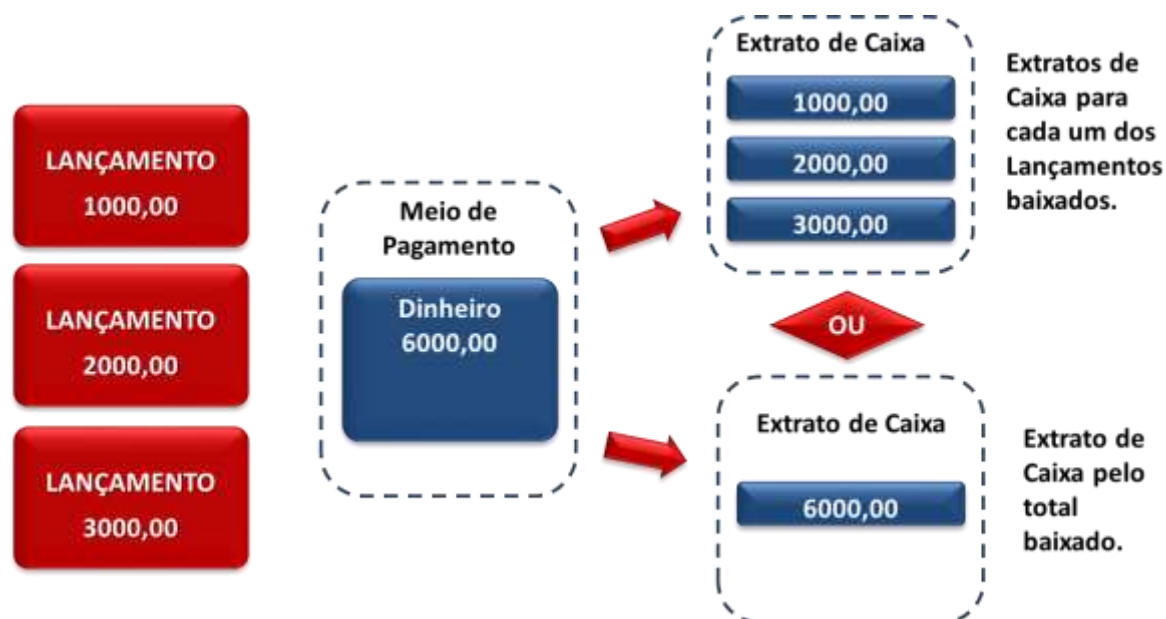 LANÇAMENTO
1000,00
LANÇAMENTO
2000,00
LANÇAMENTO
3000,00
Meio de
Pagamento
Dinheiro
6000,00
Extrato de Caixa
1000,00
2000,00
3000,00
Extratos de
Caixa para
cada um dos
Lançamentos
baixados.
OU
Extrato de Caixa
6000,00
Extrato de
Caixa pelo
total
baixado.